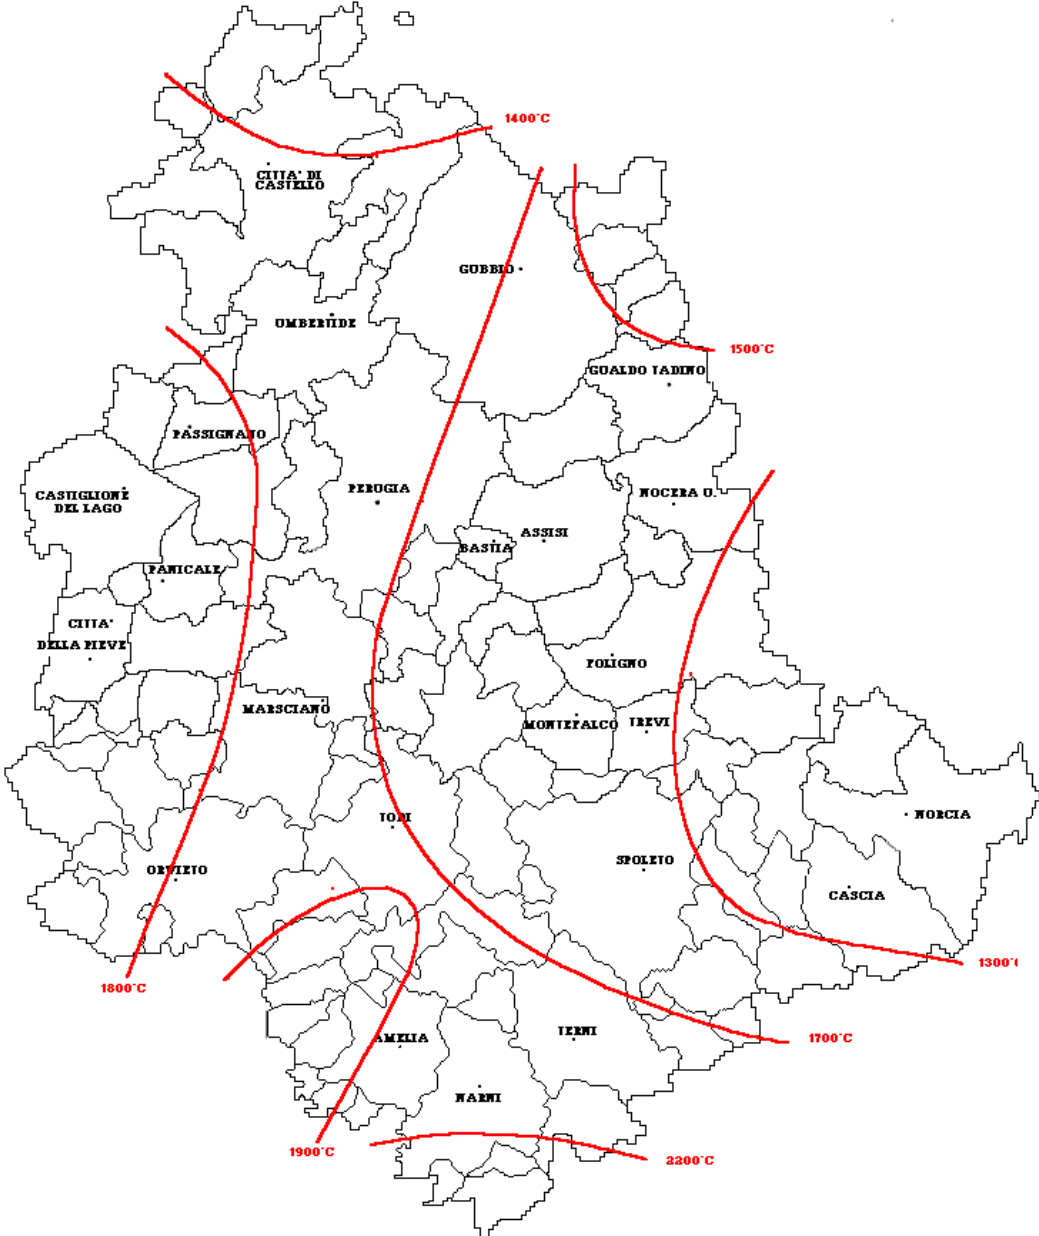 1400°C
CITTA' DI
CASTELLO
GUBBIO
UMBERTIDE
1500°C
GUALDO TADINO
PASSIGNANO
CASTIGLIONE
DEL LAGO
PERUGIA
NOCERA U.
ASSISI
BASTIA
PANICALE
CITTA'
DELLA PIEVE
FOLIGNO
MARSCIANO
MONTEFALCO
TREVI
TODI
NORCIA
SPOLETO
ORVIETO
CASCIA
1300°C
1800°C
AMELIA
TERNI
1700°C
NARNI
1900°C
2200°C